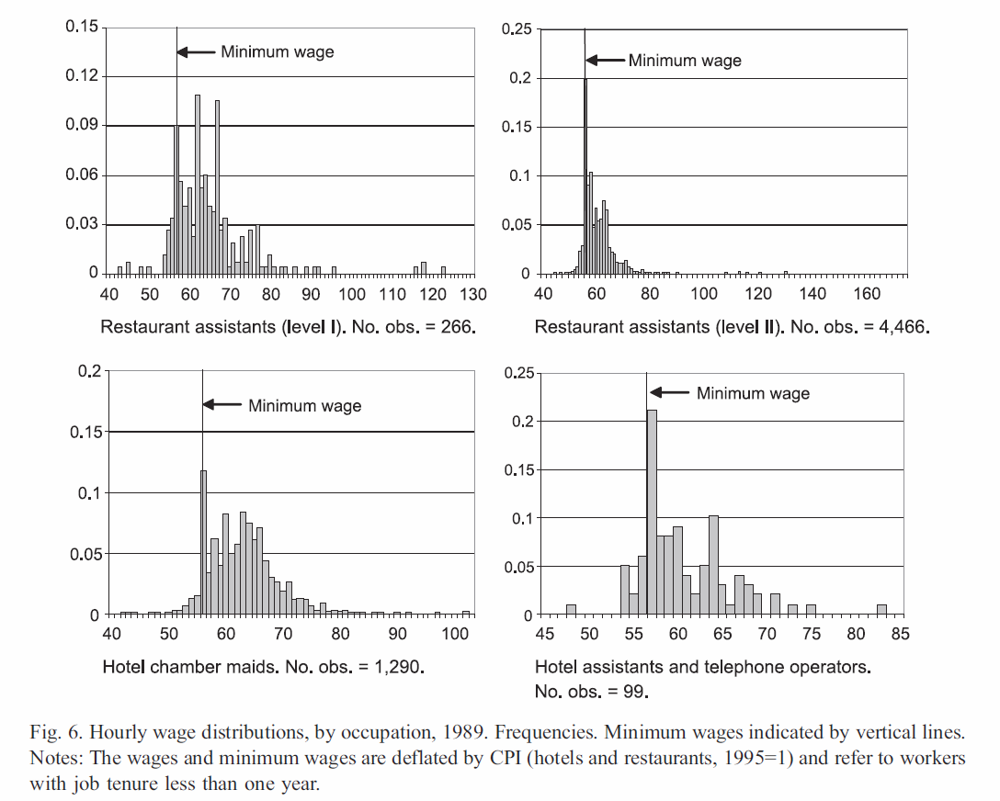 0.15
0.12
0.09
0.06
0.03
0
Minimum wage
40 50 60 70 80 90 100 110 120 130
Restaurant assistants (level I). No. obs. = 266.
0.25
0.2
0.15
0.1
0.05
0
Minimum wage
40 60 80 100 120 140 160
Restaurant assistants (level II). No. obs. = 4,466.
0.2
0.15
0.1
0.05
0
Minimum wage
40 50 60 70 80 90 100
Hotel chamber maids. No. obs. = 1,290.
0.25
0.2
0.15
0.1
0.05
0
Minimum wage
45 50 55 60 65 70 75 80 85
Hotel assistants and telephone operators.
No. obs. = 99.
Fig. 6. Hourly wage distributions, by occupation, 1989. Frequencies. Minimum wages indicated by vertical lines.
Notes: The wages and minimum wages are deflated by CPI (hotels and restaurants, 1995=1) and refer to workers
with job tenure less than one year.